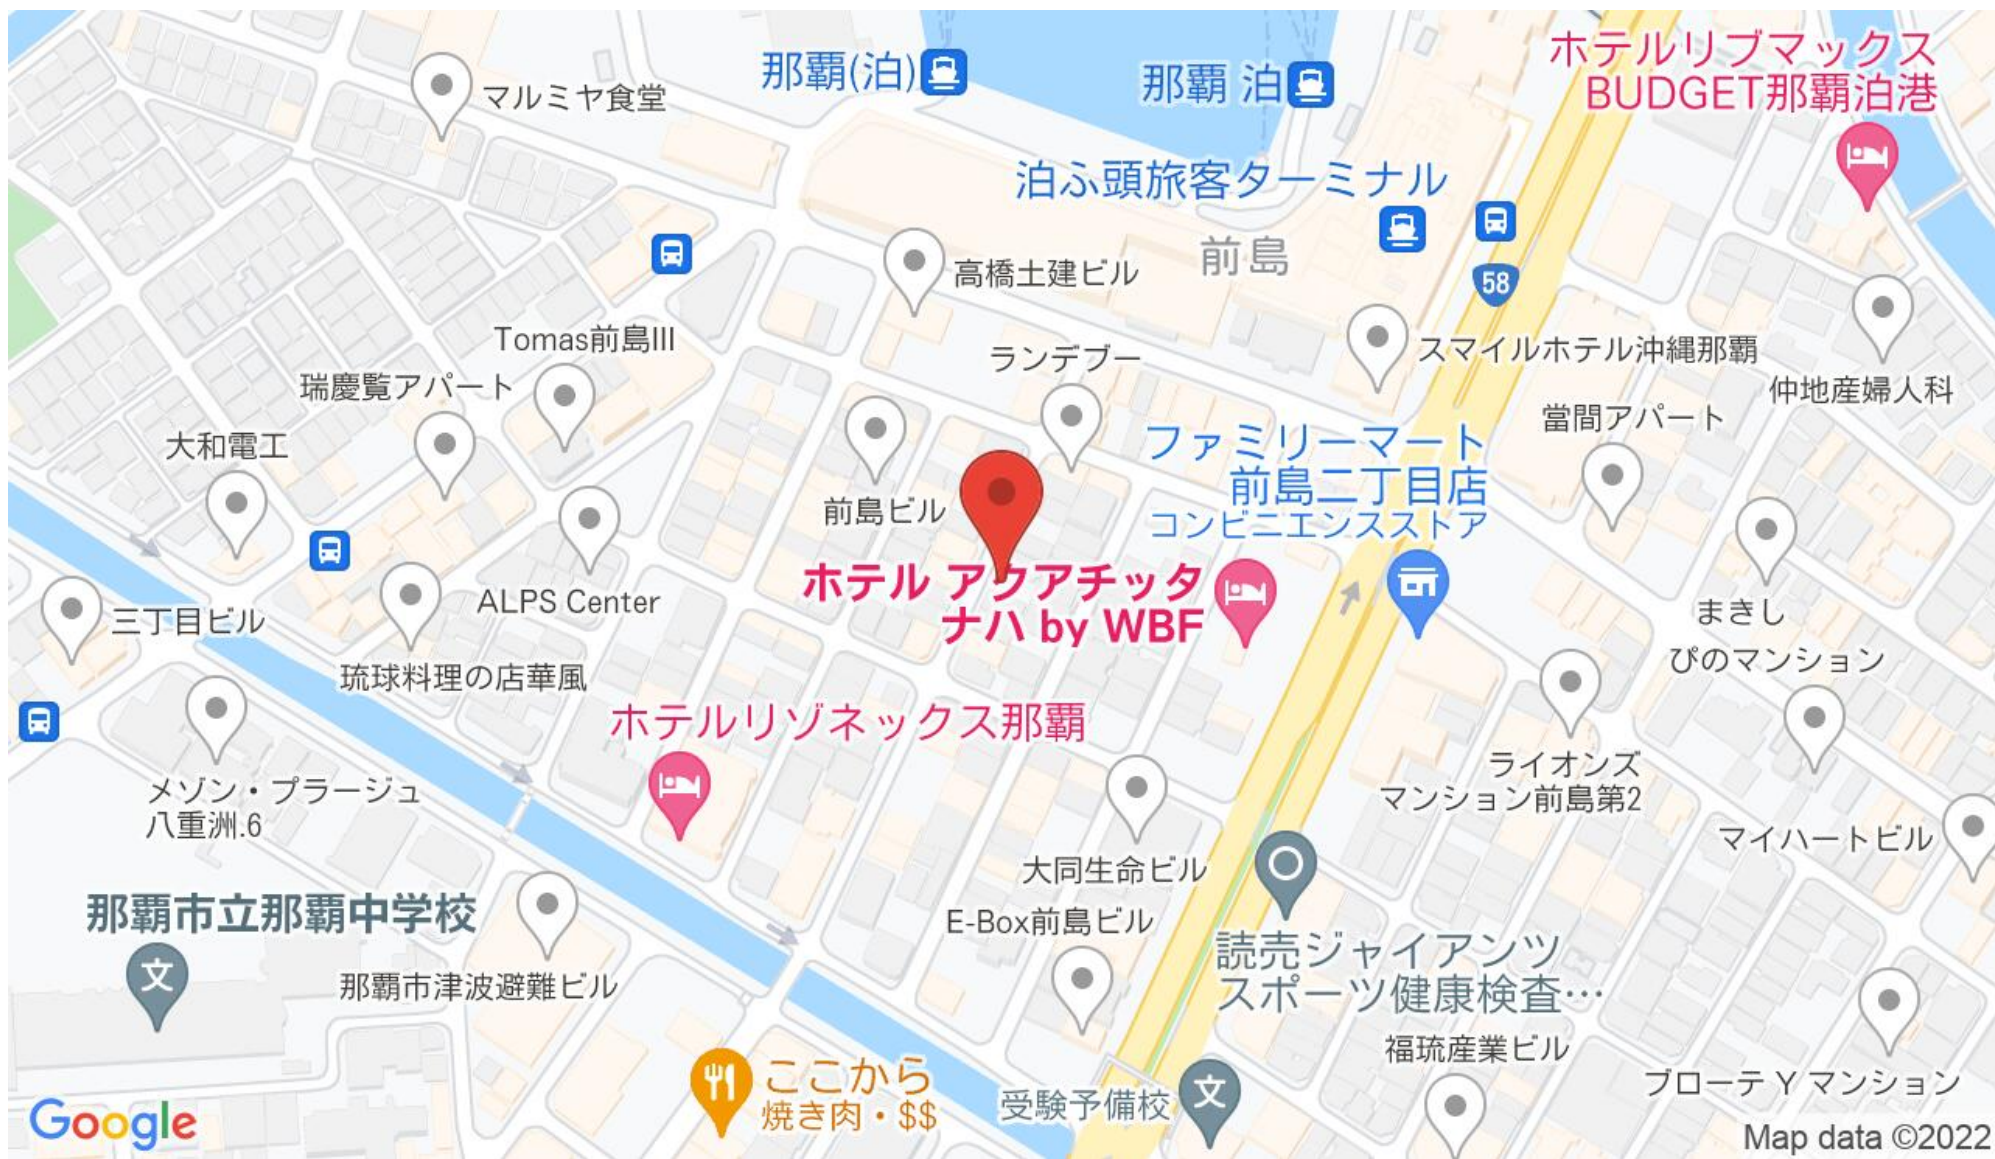 ホテルリブマックス
BUDGET那覇泊港
那覇(泊)
那覇 泊
マルミヤ食堂
泊ふ頭旅客ターミナル
前島
高橋土建ビル
58
Tomas前島III
ランデブー
スマイルホテル沖縄那覇
瑞慶覧アパート
仲地産婦人科
大和電工
當間アパート
ファミリーマート
前島二丁目店
コンビニエンスストア
前島ビル
ホテル アクアチッタ
ナハ by WBF
ALPS Center
三丁目ビル
まきし
ぴのマンション
琉球料理の店華風
ホテルリゾネックス那覇
メゾン・プラージュ
八重洲.6
ライオンズ
マンション前島第2
マイハートビル
大同生命ビル
那覇市立那覇中学校
文
E-Box前島ビル
読売ジャイアンツ
スポーツ健康検査…
那覇市津波避難ビル
福琉産業ビル
ブローテ Y マンション
ここから
焼き肉・$$
受験予備校
文
Google
Map data ©2022